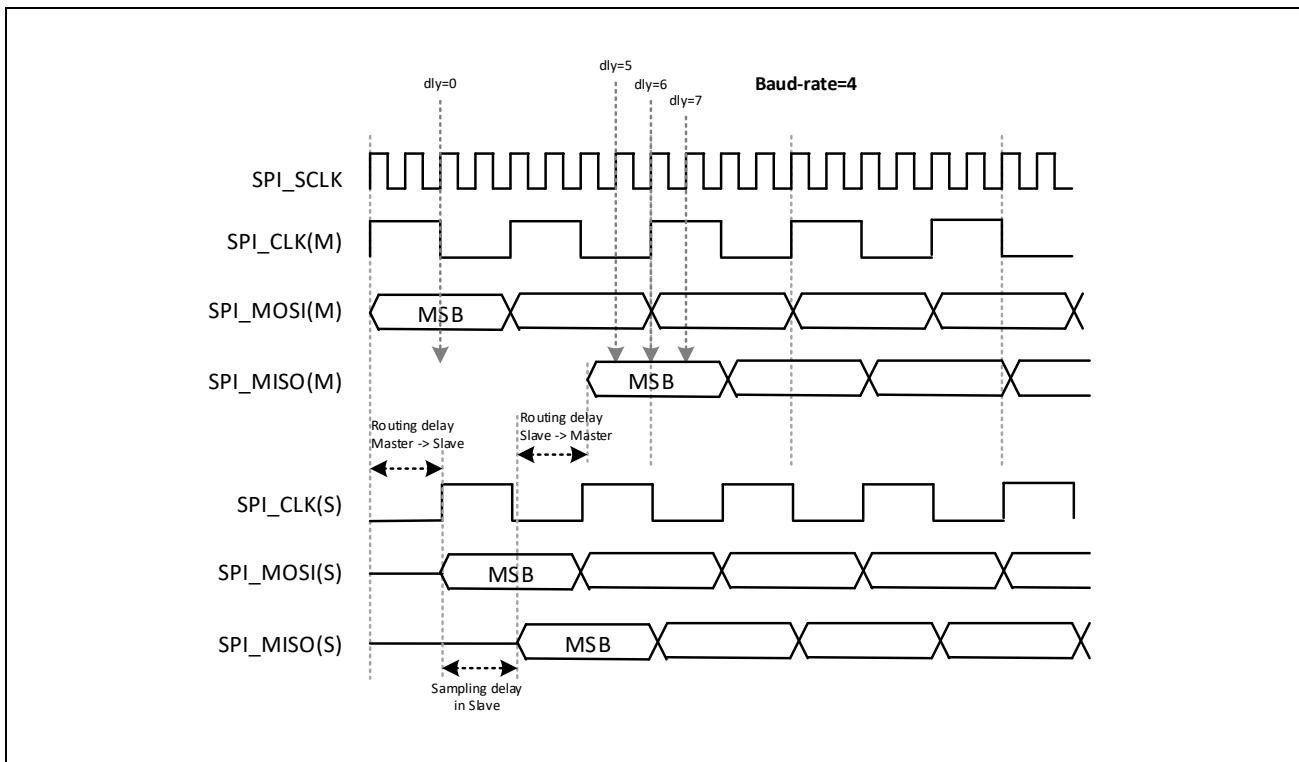 dly=5
dly=0
dly=6
Baud-rate=4
dly=7
SPI_SCLK
SPI_CLK(M)
SPI_MOSI(M)
MSB
SPI_MISO(M)
MSB
Routing delay
Master -> Slave
Routing delay
Slave -> Master
SPI_CLK(S)
SPI_MOSI(S)
MSB
SPI_MISO(S)
MSB
Sampling delay
in Slave